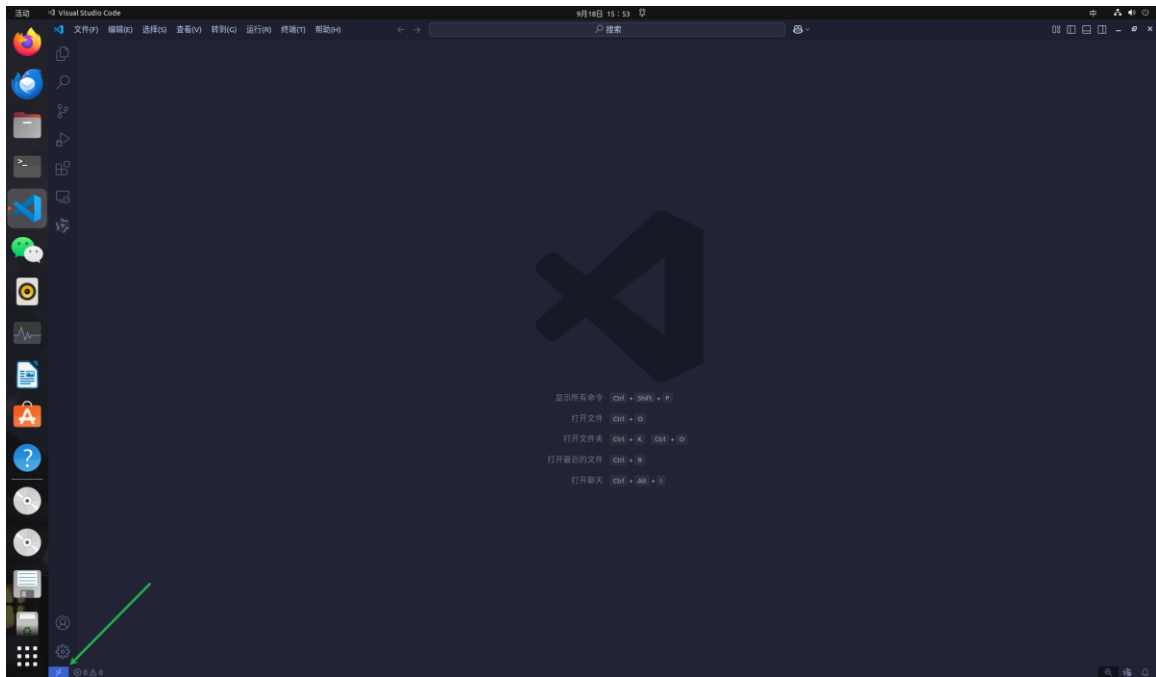 活动 Visual Studio Code 9月18日 15：53 中
文件(F) 编辑(E) 选择(S) 查看(V) 转到(G) 运行(R) 终端(T) 帮助(H) 搜索
显示所有命令 Ctrl + Shift + P
打开文件 Ctrl + O
打开文件夹 Ctrl + K Ctrl + O
打开最近的文件 Ctrl + R
打开聊天 Ctrl + Alt + I
0 0